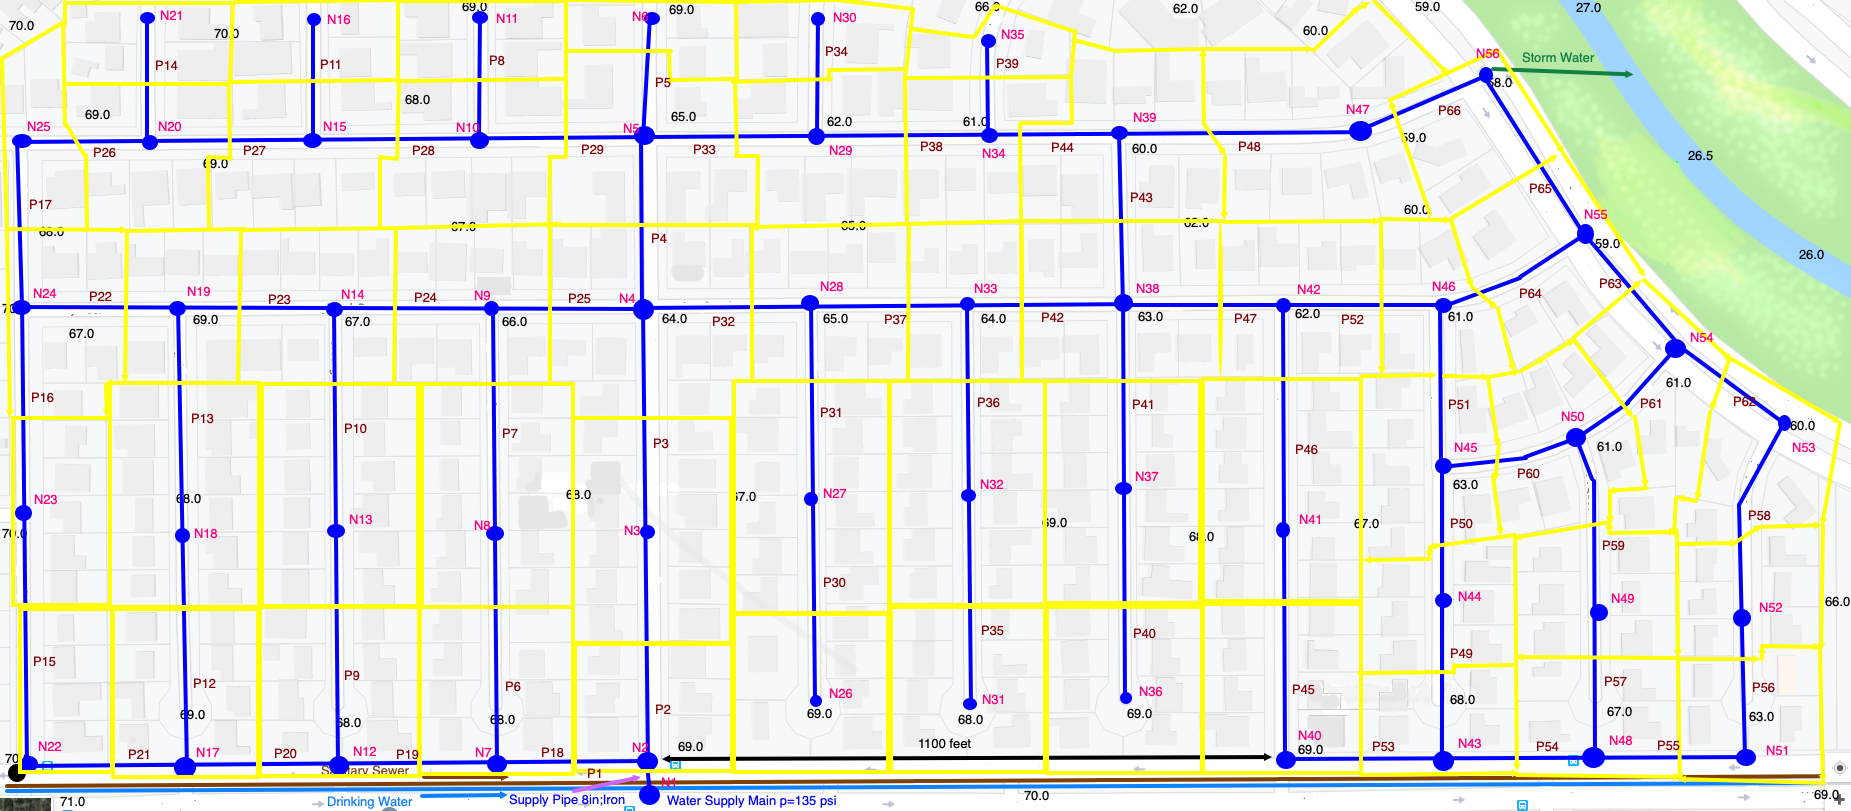 70.0 N21 70.0 N16 69.0 N11 N6 69.0 N30 66.0 N35 62.0 60.0 59.0 27.0
P14 P11 P8 P5 P34 P39 N56 Storm Water
69.0 68.0 65.0 62.0 61.0 N47 P66 58.0
N25 N20 N15 N10 N5 N29 N34 N39 60.0 59.0 26.5
P26 P27 P28 P29 P33 P38 P44 P48
69.0 P65
P17 P43 60.0 N55
68.0 67.0 65.0 62.0 59.0
P4 26.0
N24 P22 N19 P23 N14 P24 N9 P25 N4 N28 N33 N38 N42 N46 P64 P63
69.0 67.0 66.0 64.0 P32 65.0 P37 64.0 P42 63.0 P47 62.0 P52 61.0
67.0 N54
61.0
P16 P13 P10 P7 P3 P31 P36 P41 P46 P51 N50 P61 P62
60.0
61.0 N53
N23 68.0 N13 N8 68.0 N3 67.0 N27 N32 N37 N41 N45 63.0 P60
70.0 N18 69.0 68.0 67.0 P50 P58
P59
P30 N44 N49 N52 66.0
P15 P12 P9 P6 P2 P35 P40 P45 P49 P57 P56
69.0 68.0 68.0 N26 N31 N36 68.0 67.0 63.0
69.0 68.0 69.0
N22 P21 N17 P20 N12 P19 N7 P18 N2 69.0 1100 feet N40 69.0 P53 N43 P54 N48 P55 N51
Sanitary Sewer P1 N1
71.0 Drinking Water Supply Pipe 8in;Iron Water Supply Main p=135 psi 70.0 69.0